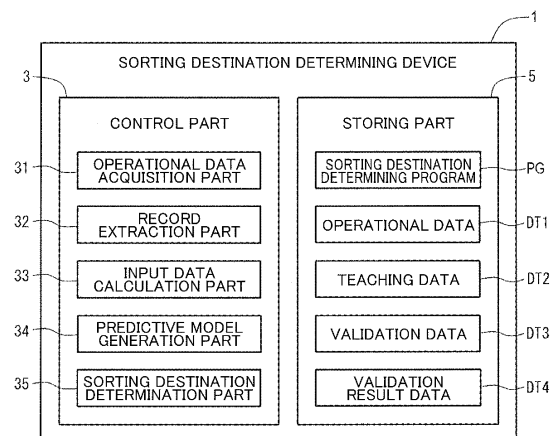 1
SORTING DESTINATION DETERMINING DEVICE
3
5
CONTROL PART
31
OPERATIONAL DATA
ACQUISITION PART
32
RECORD
EXTRACTION PART
33
INPUT DATA
CALCULATION PART
34
PREDICTIVE MODEL
GENERATION PART
35
SORTING DESTINATION
DETERMINATION PART
STORING PART
SORTING DESTINATION
DETERMINING PROGRAM
PG
OPERATIONAL DATA
DT1
TEACHING DATA
DT2
VALIDATION DATA
DT3
VALIDATION
RESULT DATA
DT4